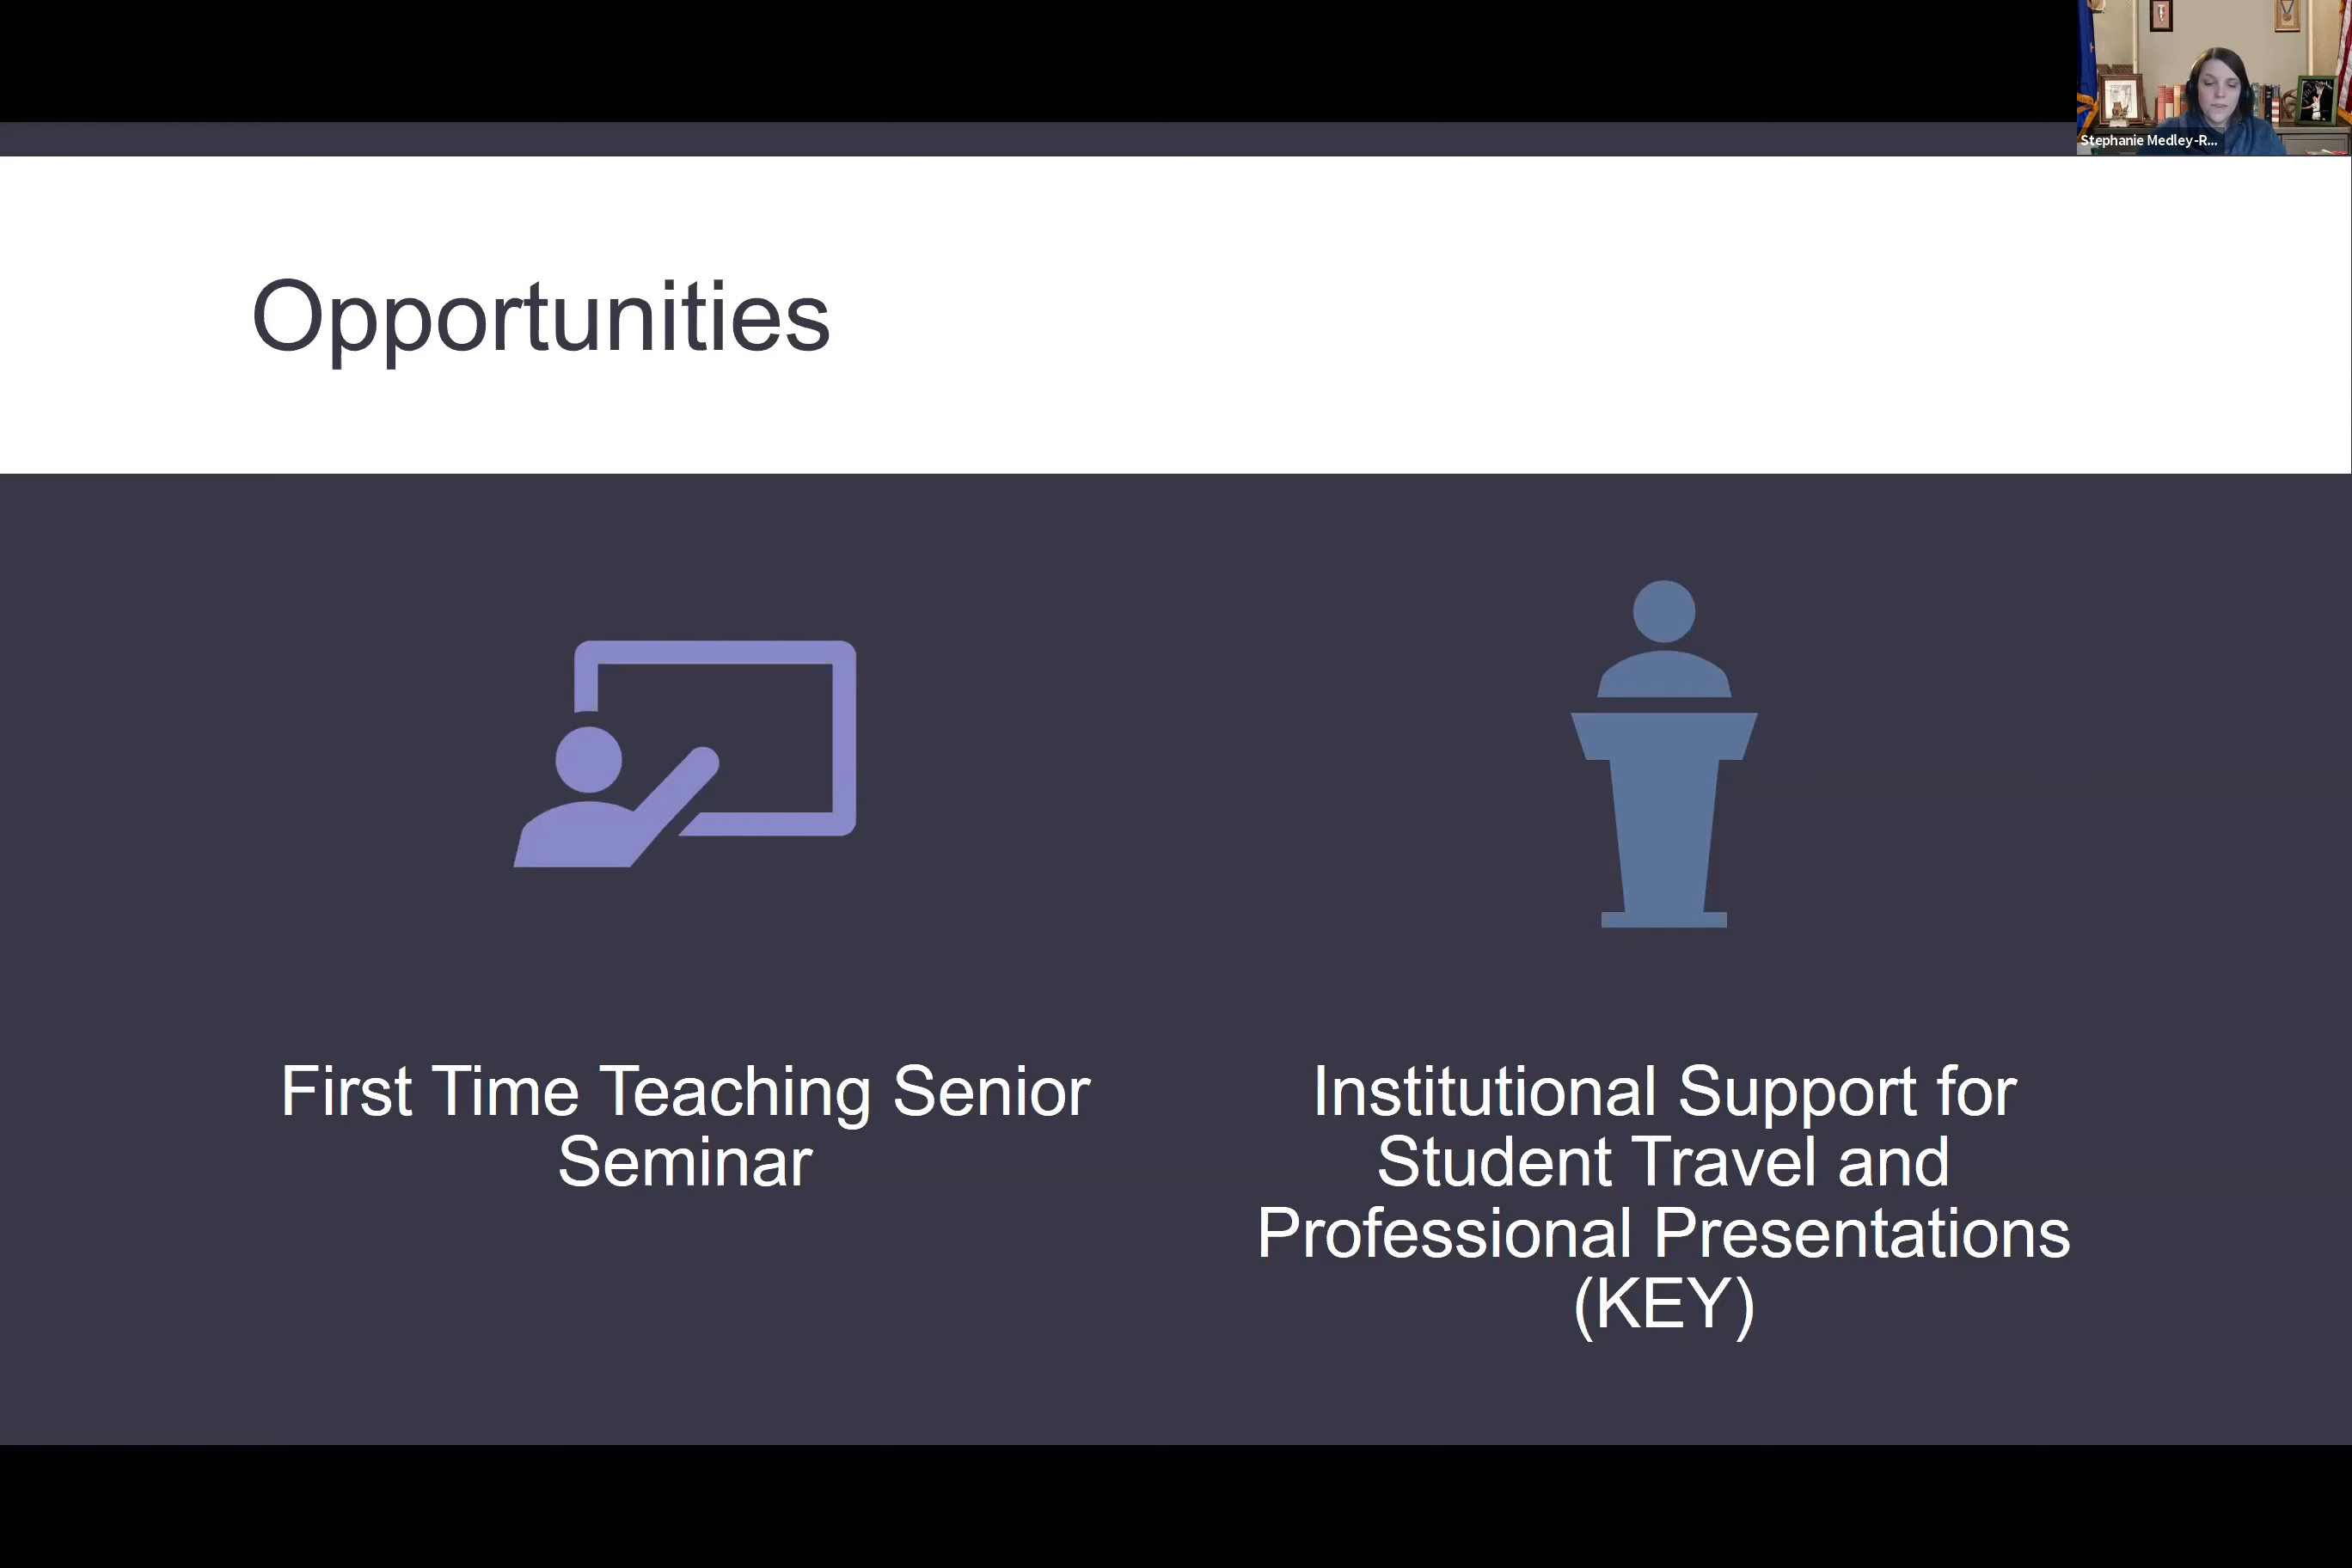 Stephanie Medley-R...
Opportunities
First Time Teaching Senior
Seminar
Institutional Support for
Student Travel and
Professional Presentations
(KEY)